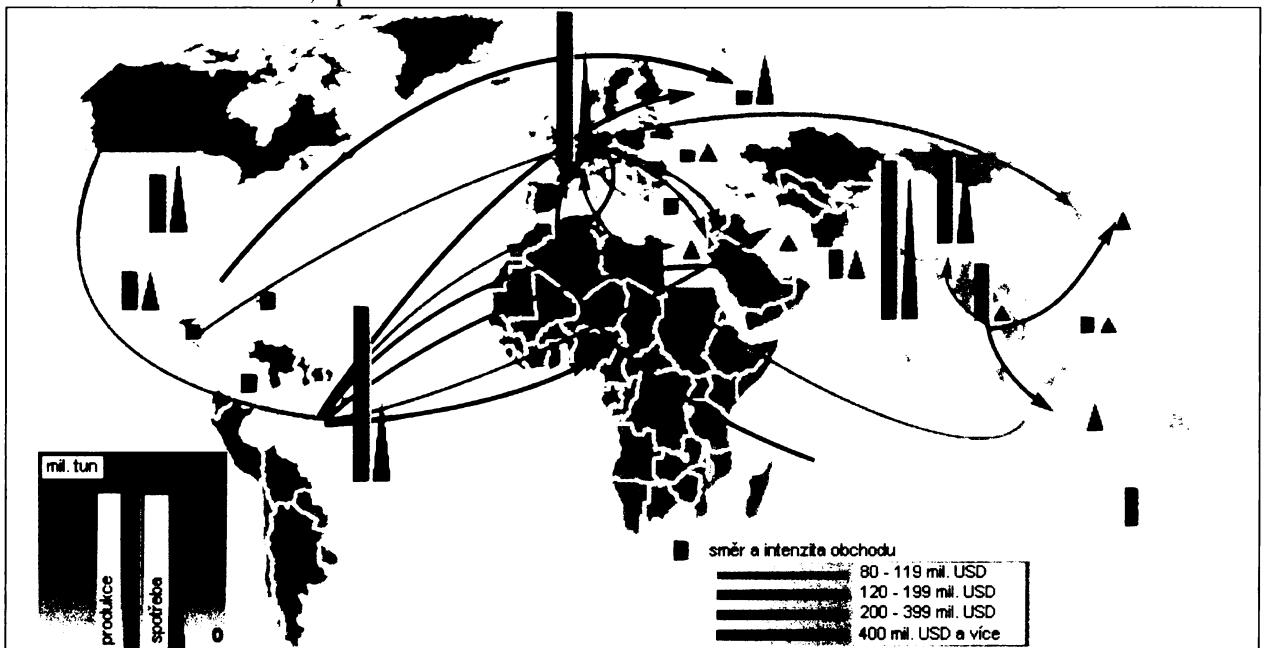 mil. tun
produkce
spotřeba
0
směr a intenzita obchodu
80 - 119 mil. USD
120 - 199 mil. USD
200 - 399 mil. USD
400 mil. USD a více